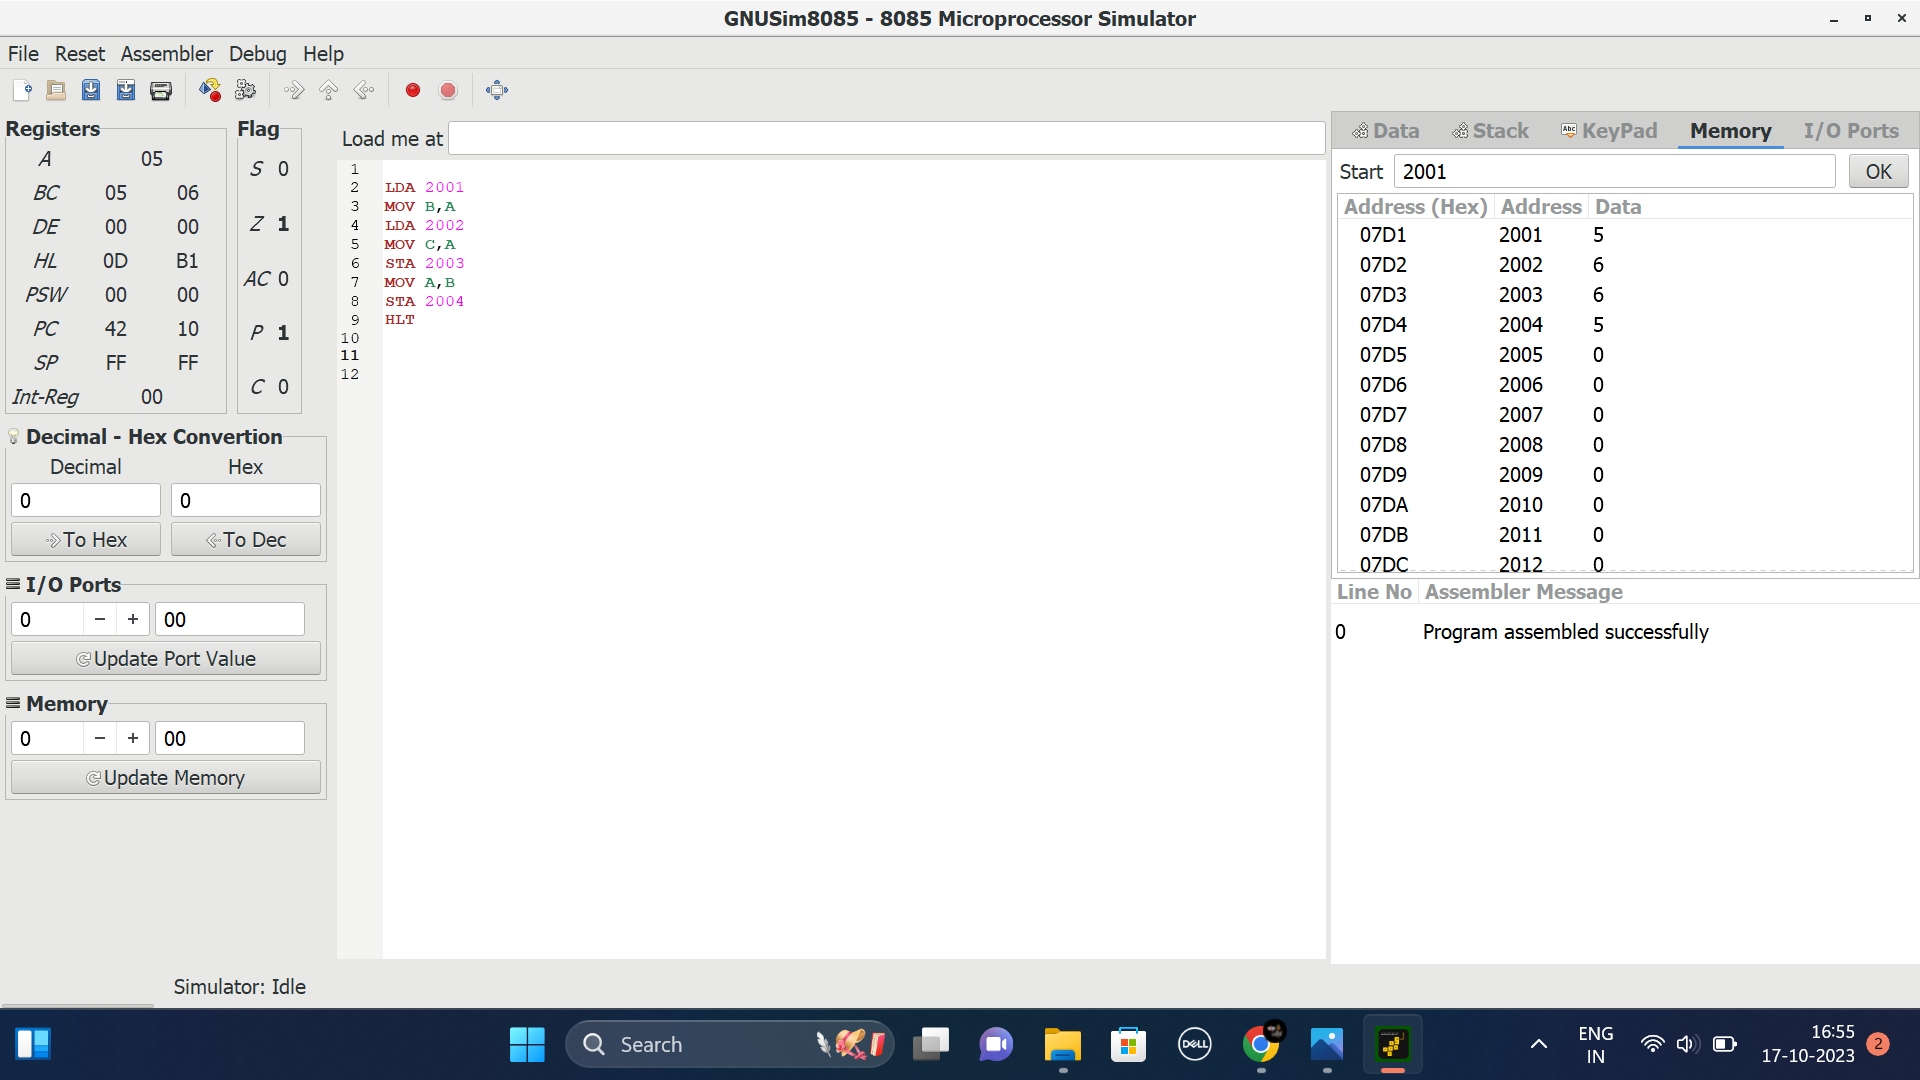 GNUSim8085 - 8085 Microprocessor Simulator
File Reset Assembler Debug Help
Registers
A 05
BC 05 06
DE 00 00
HL 0D B1
PSW 00 00
PC 42 10
SP FF FF
Int-Reg 00
Flag
S 0
Z 1
AC 0
P 1
C 0
Decimal - Hex Convertion
Decimal Hex
0 0
To Hex To Dec
I/O Ports
0 - + 00
Update Port Value
Memory
0 - + 00
Update Memory
Simulator: Idle
Load me at
1
2 LDA 2001
3 MOV B,A
4 LDA 2002
5 MOV C,A
6 STA 2003
7 MOV A,B
8 STA 2004
9 HLT
10
11
12
Data Stack Abc KeyPad Memory I/O Ports
Start 2001 OK
Address (Hex) Address Data
07D1 2001 5
07D2 2002 6
07D3 2003 6
07D4 2004 5
07D5 2005 0
07D6 2006 0
07D7 2007 0
07D8 2008 0
07D9 2009 0
07DA 2010 0
07DB 2011 0
07DC 2012 0
Line No Assembler Message
0 Program assembled successfully
Search
DELL
ENG
IN
16:55
17-10-2023
2